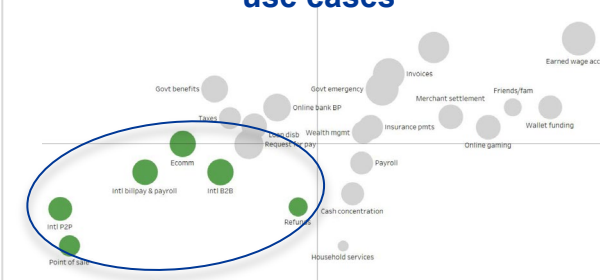 use cases
Earned wage acc
Invoices
Govt benefits
Govt emergency
Friends/fam
Merchant settlement
Online bank BP
Taxes
Wallet funding
Loan disb
Wealth mgmt
Insurance pmts
Request for pay
Online gaming
Ecomm
Payroll
Intl billpay & payroll
Intl B2B
Cash concentration
Refunds
Intl P2P
Household services
Point of sale